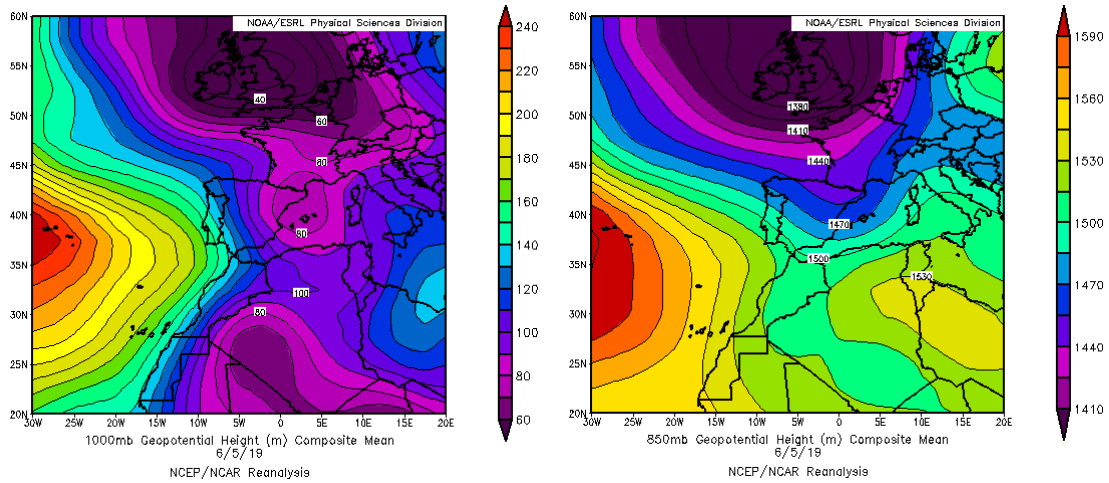 NOAA/ESRL Physical Sciences Division
60N
55N
50N
45N
40N
35N
30N
25N
20N
40
60
80
80
100
80
30W
25W
20W
15W
10W
5W
0
5E
10E
15E
20E
240
220
200
180
160
140
120
100
80
60
1000mb Geopotential Height (m) Composite Mean
6/5/19
NCEP/NCAR Reanalysis
NOAA/ESRL Physical Sciences Division
60N
55N
50N
45N
40N
35N
30N
25N
20N
1380
1410
1440
1470
1500
1530
30W
25W
20W
15W
10W
5W
0
5E
10E
15E
20E
1590
1560
1530
1500
1470
1440
1410
850mb Geopotential Height (m) Composite Mean
6/5/19
NCEP/NCAR Reanalysis